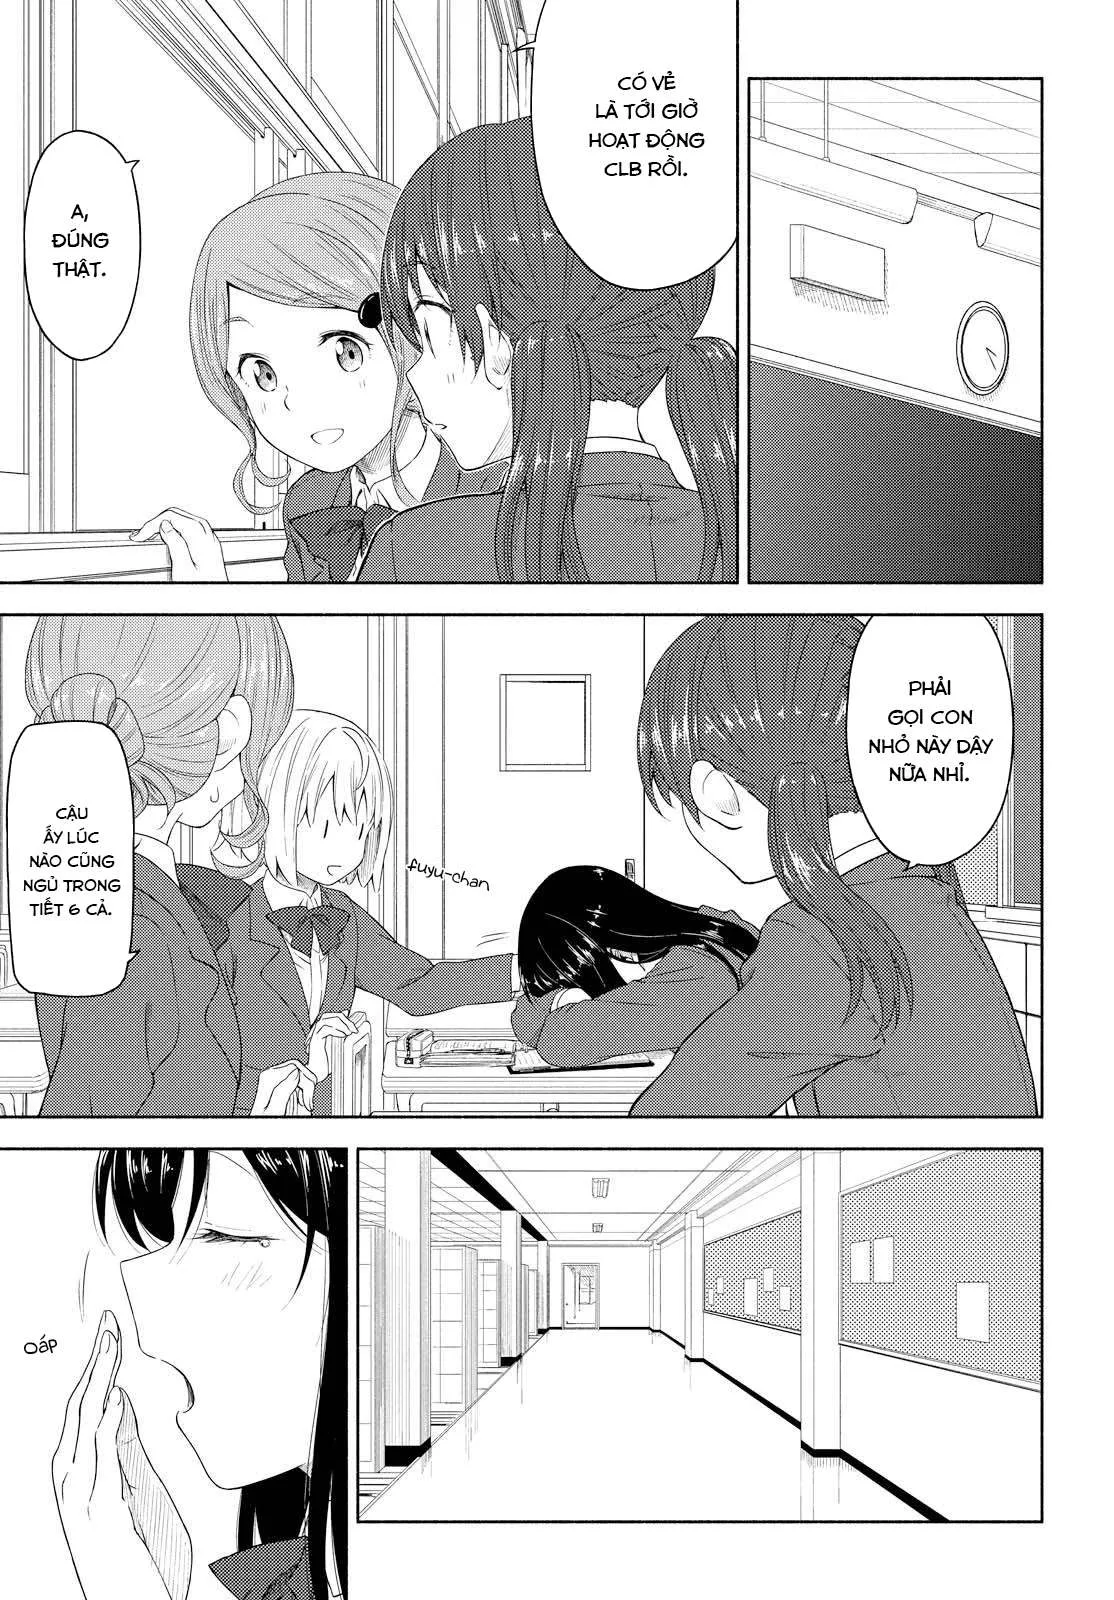 CÓ VẺ
LÀ TỚI GIỜ
HOẠT ĐỘNG
CLB RỒI.
A,
ĐÚNG
THẬT.
PHẢI
GỌI CON
NHỎ NÀY DẬY
NỮA NHỈ.
fuyu-chan
CẬU
ẤY LÚC
NÀO CŨNG
NGỦ TRONG
TIẾT 6 CẢ.
Oáp